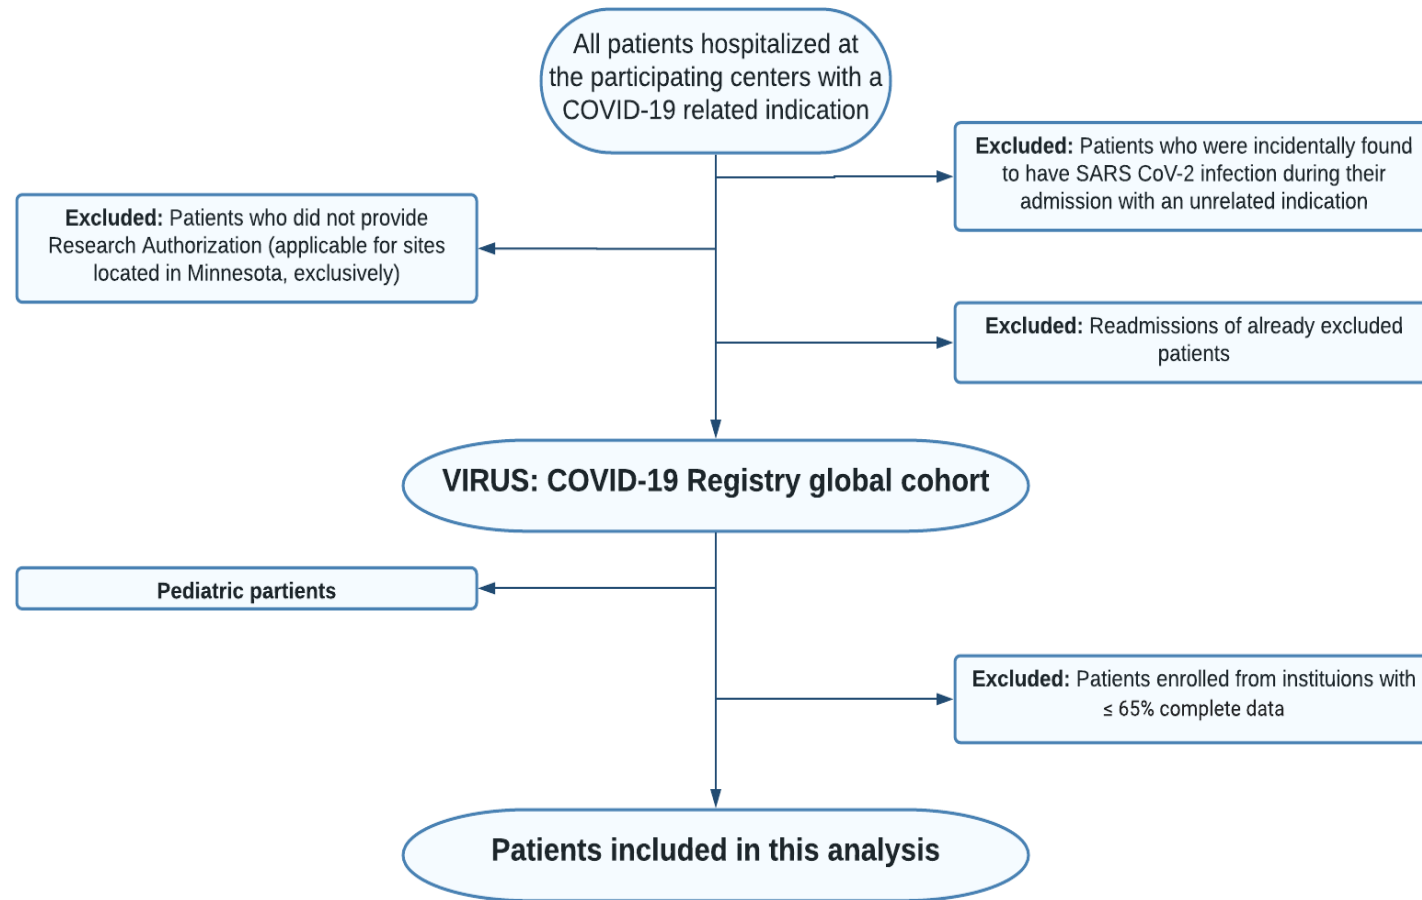 All patients hospitalized at
the participating centers with a
COVID-19 related indication
Excluded: Patients who were incidentally found
to have SARS CoV-2 infection during their
admission with an unrelated indication
Excluded: Patients who did not provide
Research Authorization (applicable for sites
located in Minnesota, exclusively)
Excluded: Readmissions of already excluded
patients
VIRUS: COVID-19 Registry global cohort
Pediatric partients
Excluded: Patients enrolled from instituions with
≤ 65% complete data
Patients included in this analysis